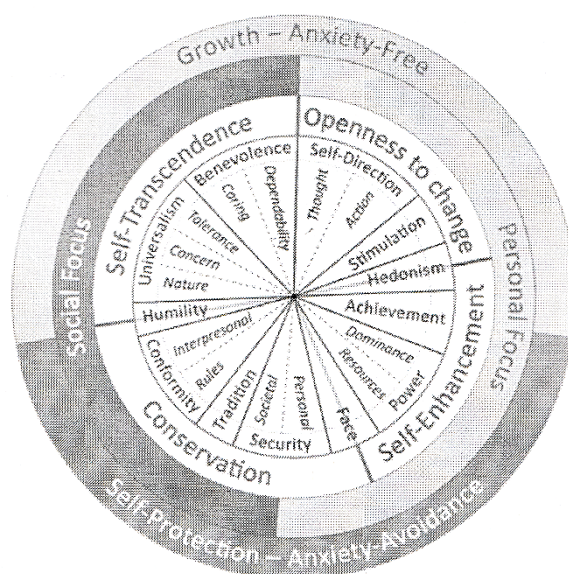 Growth – Anxiety-Free
Social Focus
Personal Focus
Self-Protection – Anxiety-Avoidance
Self-Transcendence
Openness to change
Self-Enhancement
Conservation
Benevolence
Caring
Dependability
Self-Direction
Thought
Action
Stimulation
Hedonism
Achievement
Dominance
Resources
Power
Face
Personal
Societal
Security
Tradition
Conformity
Rules
Interpresonal
Humility
Universalism
Nature
Concern
Tolerance